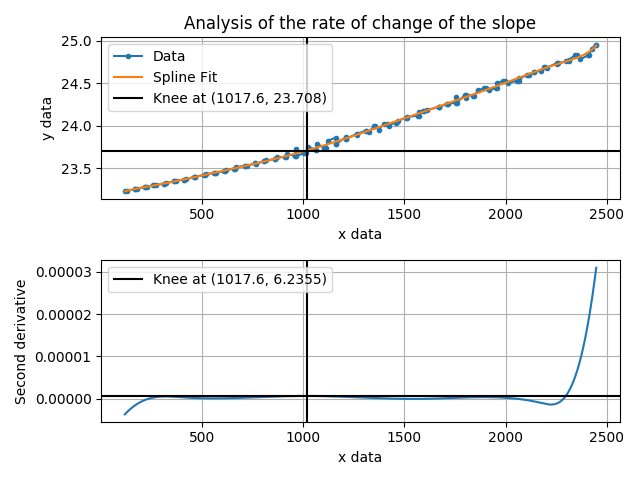 Analysis of the rate of change of the slope
25.0
24.5
24.0
23.5
y data
Data
Spline Fit
Knee at (1017.6, 23.708)
500
1000
1500
2000
2500
x data
0.00003
0.00002
0.00001
0.00000
Second derivative
Knee at (1017.6, 6.2355)
500
1000
1500
2000
2500
x data